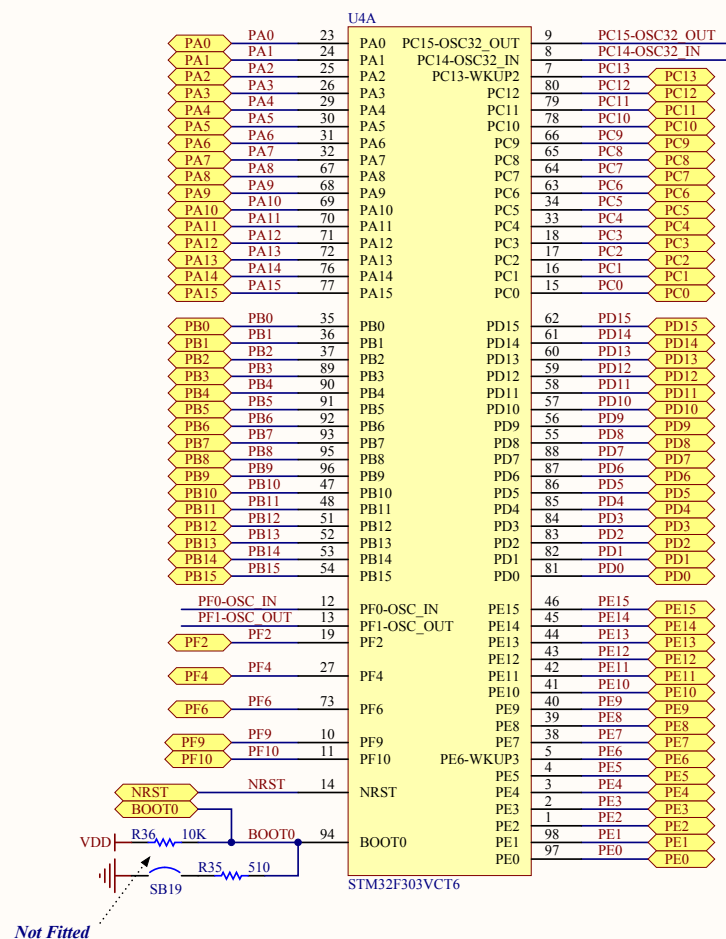 U4A
PA0 PA0 23 PA0 PC15-OSC32_OUT 9 PC15-OSC32_OUT
PA1 PA1 24 PA1 PC14-OSC32_IN 8 PC14-OSC32_IN
PA2 PA2 25 PA2 PC13-WKUP2 7 PC13 PC13
PA3 PA3 26 PA3 PC12 80 PC12 PC12
PA4 PA4 29 PA4 PC11 79 PC11 PC11
PA5 PA5 30 PA5 PC10 78 PC10 PC10
PA6 PA6 31 PA6 PC9 66 PC9 PC9
PA7 PA7 32 PA7 PC8 65 PC8 PC8
PA8 PA8 67 PA8 PC7 64 PC7 PC7
PA9 PA9 68 PA9 PC6 63 PC6 PC6
PA10 PA10 69 PA10 PC5 34 PC5 PC5
PA11 PA11 70 PA11 PC4 33 PC4 PC4
PA12 PA12 71 PA12 PC3 18 PC3 PC3
PA13 PA13 72 PA13 PC2 17 PC2 PC2
PA14 PA14 76 PA14 PC1 16 PC1 PC1
PA15 PA15 77 PA15 PC0 15 PC0 PC0
PB0 PB0 35 PB0 PD15 62 PD15 PD15
PB1 PB1 36 PB1 PD14 61 PD14 PD14
PB2 PB2 37 PB2 PD13 60 PD13 PD13
PB3 PB3 89 PB3 PD12 59 PD12 PD12
PB4 PB4 90 PB4 PD11 58 PD11 PD11
PB5 PB5 91 PB5 PD10 57 PD10 PD10
PB6 PB6 92 PB6 PD9 56 PD9 PD9
PB7 PB7 93 PB7 PD8 55 PD8 PD8
PB8 PB8 95 PB8 PD7 88 PD7 PD7
PB9 PB9 96 PB9 PD6 87 PD6 PD6
PB10 PB10 47 PB10 PD5 86 PD5 PD5
PB11 PB11 48 PB11 PD4 85 PD4 PD4
PB12 PB12 51 PB12 PD3 84 PD3 PD3
PB13 PB13 52 PB13 PD2 83 PD2 PD2
PB14 PB14 53 PB14 PD1 82 PD1 PD1
PB15 PB15 54 PB15 PD0 81 PD0 PD0
PF0-OSC_IN 12 PF0-OSC_IN PE15 46 PE15 PE15
PF1-OSC_OUT 13 PF1-OSC_OUT PE14 45 PE14 PE14
PF2 PF2 19 PF2 PE13 44 PE13 PE13
PE12 43 PE12 PE12
PF4 PF4 27 PF4 PE11 42 PE11 PE11
PE10 41 PE10 PE10
PF6 PF6 73 PF6 PE9 40 PE9 PE9
PE8 39 PE8 PE8
PF9 PF9 10 PF9 PE7 38 PE7 PE7
PF10 PF10 11 PF10 PE6-WKUP3 5 PE6 PE6
PE5 4 PE5 PE5
NRST NRST 14 NRST PE4 3 PE4 PE4
BOOT0 PE3 2 PE3 PE3
PE2 1 PE2 PE2
VDD R36 10K BOOT0 94 BOOT0 PE1 98 PE1 PE1
PE0 97 PE0 PE0
R35 510
SB19 STM32F303VCT6
Not Fitted